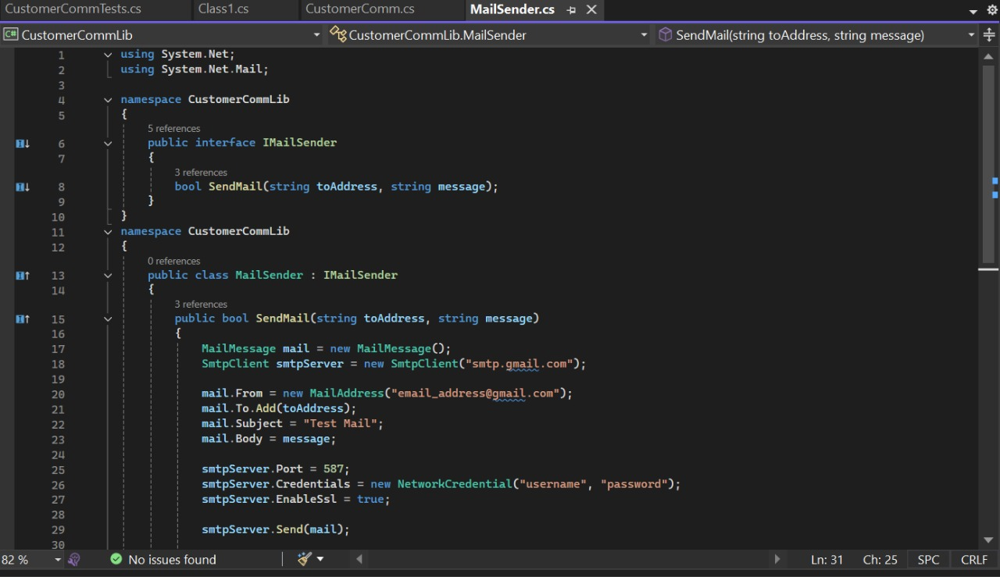 CustomerCommTests.cs Class1.cs CustomerComm.cs MailSender.cs
C# CustomerCommLib CustomerCommLib.MailSender SendMail(string toAddress, string message)
1 using System.Net;
2 using System.Net.Mail;
3
4 namespace CustomerCommLib
5 {
5 references
6 public interface IMailSender
7 {
3 references
8 bool SendMail(string toAddress, string message);
9 }
10 }
11 namespace CustomerCommLib
12 {
0 references
13 public class MailSender : IMailSender
14 {
3 references
15 public bool SendMail(string toAddress, string message)
16 {
17 MailMessage mail = new MailMessage();
18 SmtpClient smtpServer = new SmtpClient("smtp.gmail.com");
19
20 mail.From = new MailAddress("email_address@gmail.com");
21 mail.To.Add(toAddress);
22 mail.Subject = "Test Mail";
23 mail.Body = message;
24
25 smtpServer.Port = 587;
26 smtpServer.Credentials = new NetworkCredential("username", "password");
27 smtpServer.EnableSsl = true;
28
29 smtpServer.Send(mail);
30
82 % No issues found Ln: 31 Ch: 25 SPC CRLF